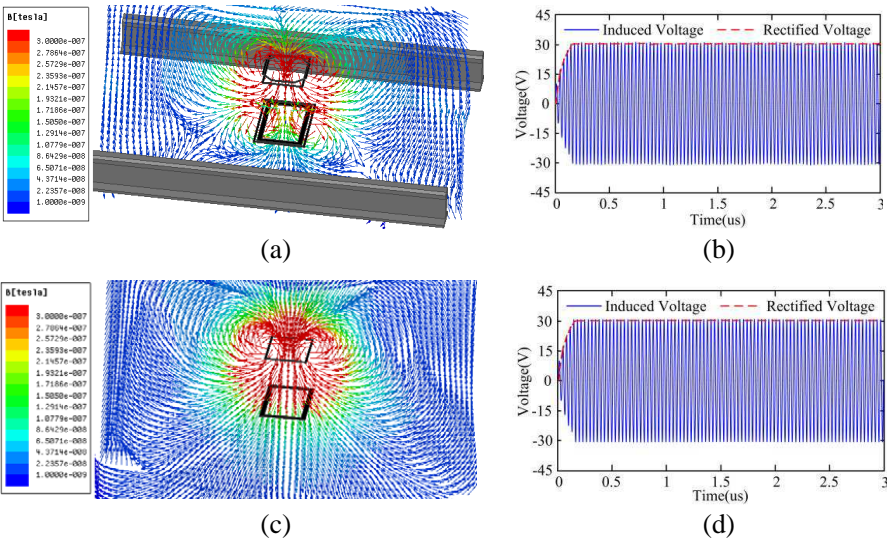 B[tesla]
3.0000e-007
2.7864e-007
2.5729e-007
2.3593e-007
2.1457e-007
1.9321e-007
1.7186e-007
1.5050e-007
1.2914e-007
1.0779e-007
8.6429e-008
6.5071e-008
4.3714e-008
2.2357e-008
1.0000e-009
(a)
Induced Voltage
Rectified Voltage
Voltage(V)
45
30
15
0
-15
-30
-45
0
0.5
1
1.5
2
2.5
3
Time(us)
(b)
B[tesla]
3.0000e-007
2.7864e-007
2.5729e-007
2.3593e-007
2.1457e-007
1.9321e-007
1.7186e-007
1.5050e-007
1.2914e-007
1.0779e-007
8.6429e-008
6.5071e-008
4.3714e-008
2.2357e-008
1.0000e-009
(c)
Induced Voltage
Rectified Voltage
Voltage(V)
45
30
15
0
-15
-30
-45
0
0.5
1
1.5
2
2.5
3
Time(us)
(d)